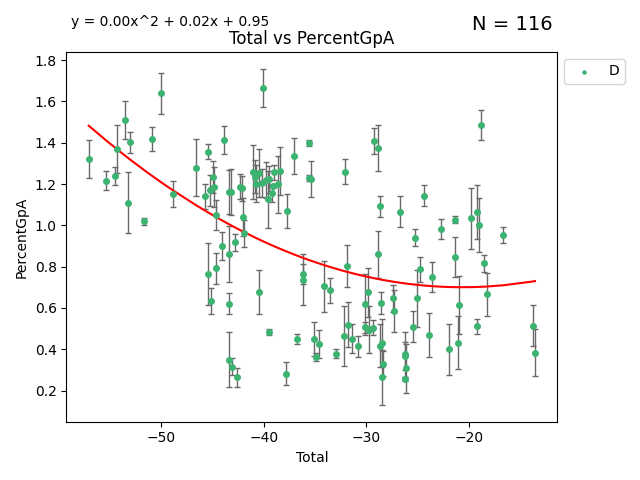 y = 0.00x^2 + 0.02x + 0.95
N = 116
Total vs PercentGpA
D
PercentGpA
1.8
1.6
1.4
1.2
1.0
0.8
0.6
0.4
0.2
−50 −40 −30 −20
Total